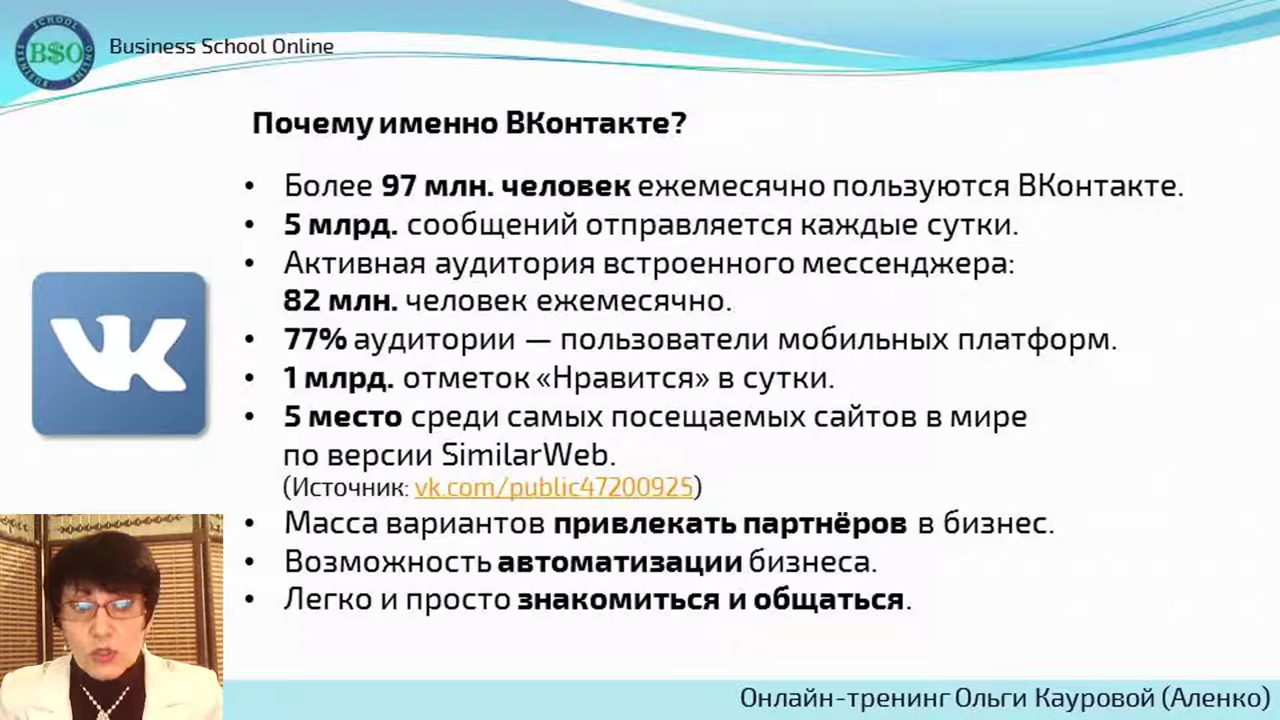 SCHOOL
B$O
BUSINESS
ONLINE
Business School Online
Почему именно ВКонтакте?
• Более 97 млн. человек ежемесячно пользуются ВКонтакте.
• 5 млрд. сообщений отправляется каждые сутки.
• Активная аудитория встроенного мессенджера:
82 млн. человек ежемесячно.
• 77% аудитории — пользователи мобильных платформ.
• 1 млрд. отметок «Нравится» в сутки.
• 5 место среди самых посещаемых сайтов в мире
по версии SimilarWeb.
(Источник: vk.com/public47200925)
• Масса вариантов привлекать партнёров в бизнес.
• Возможность автоматизации бизнеса.
• Легко и просто знакомиться и общаться.
Онлайн-тренинг Ольги Кауровой (Аленко)